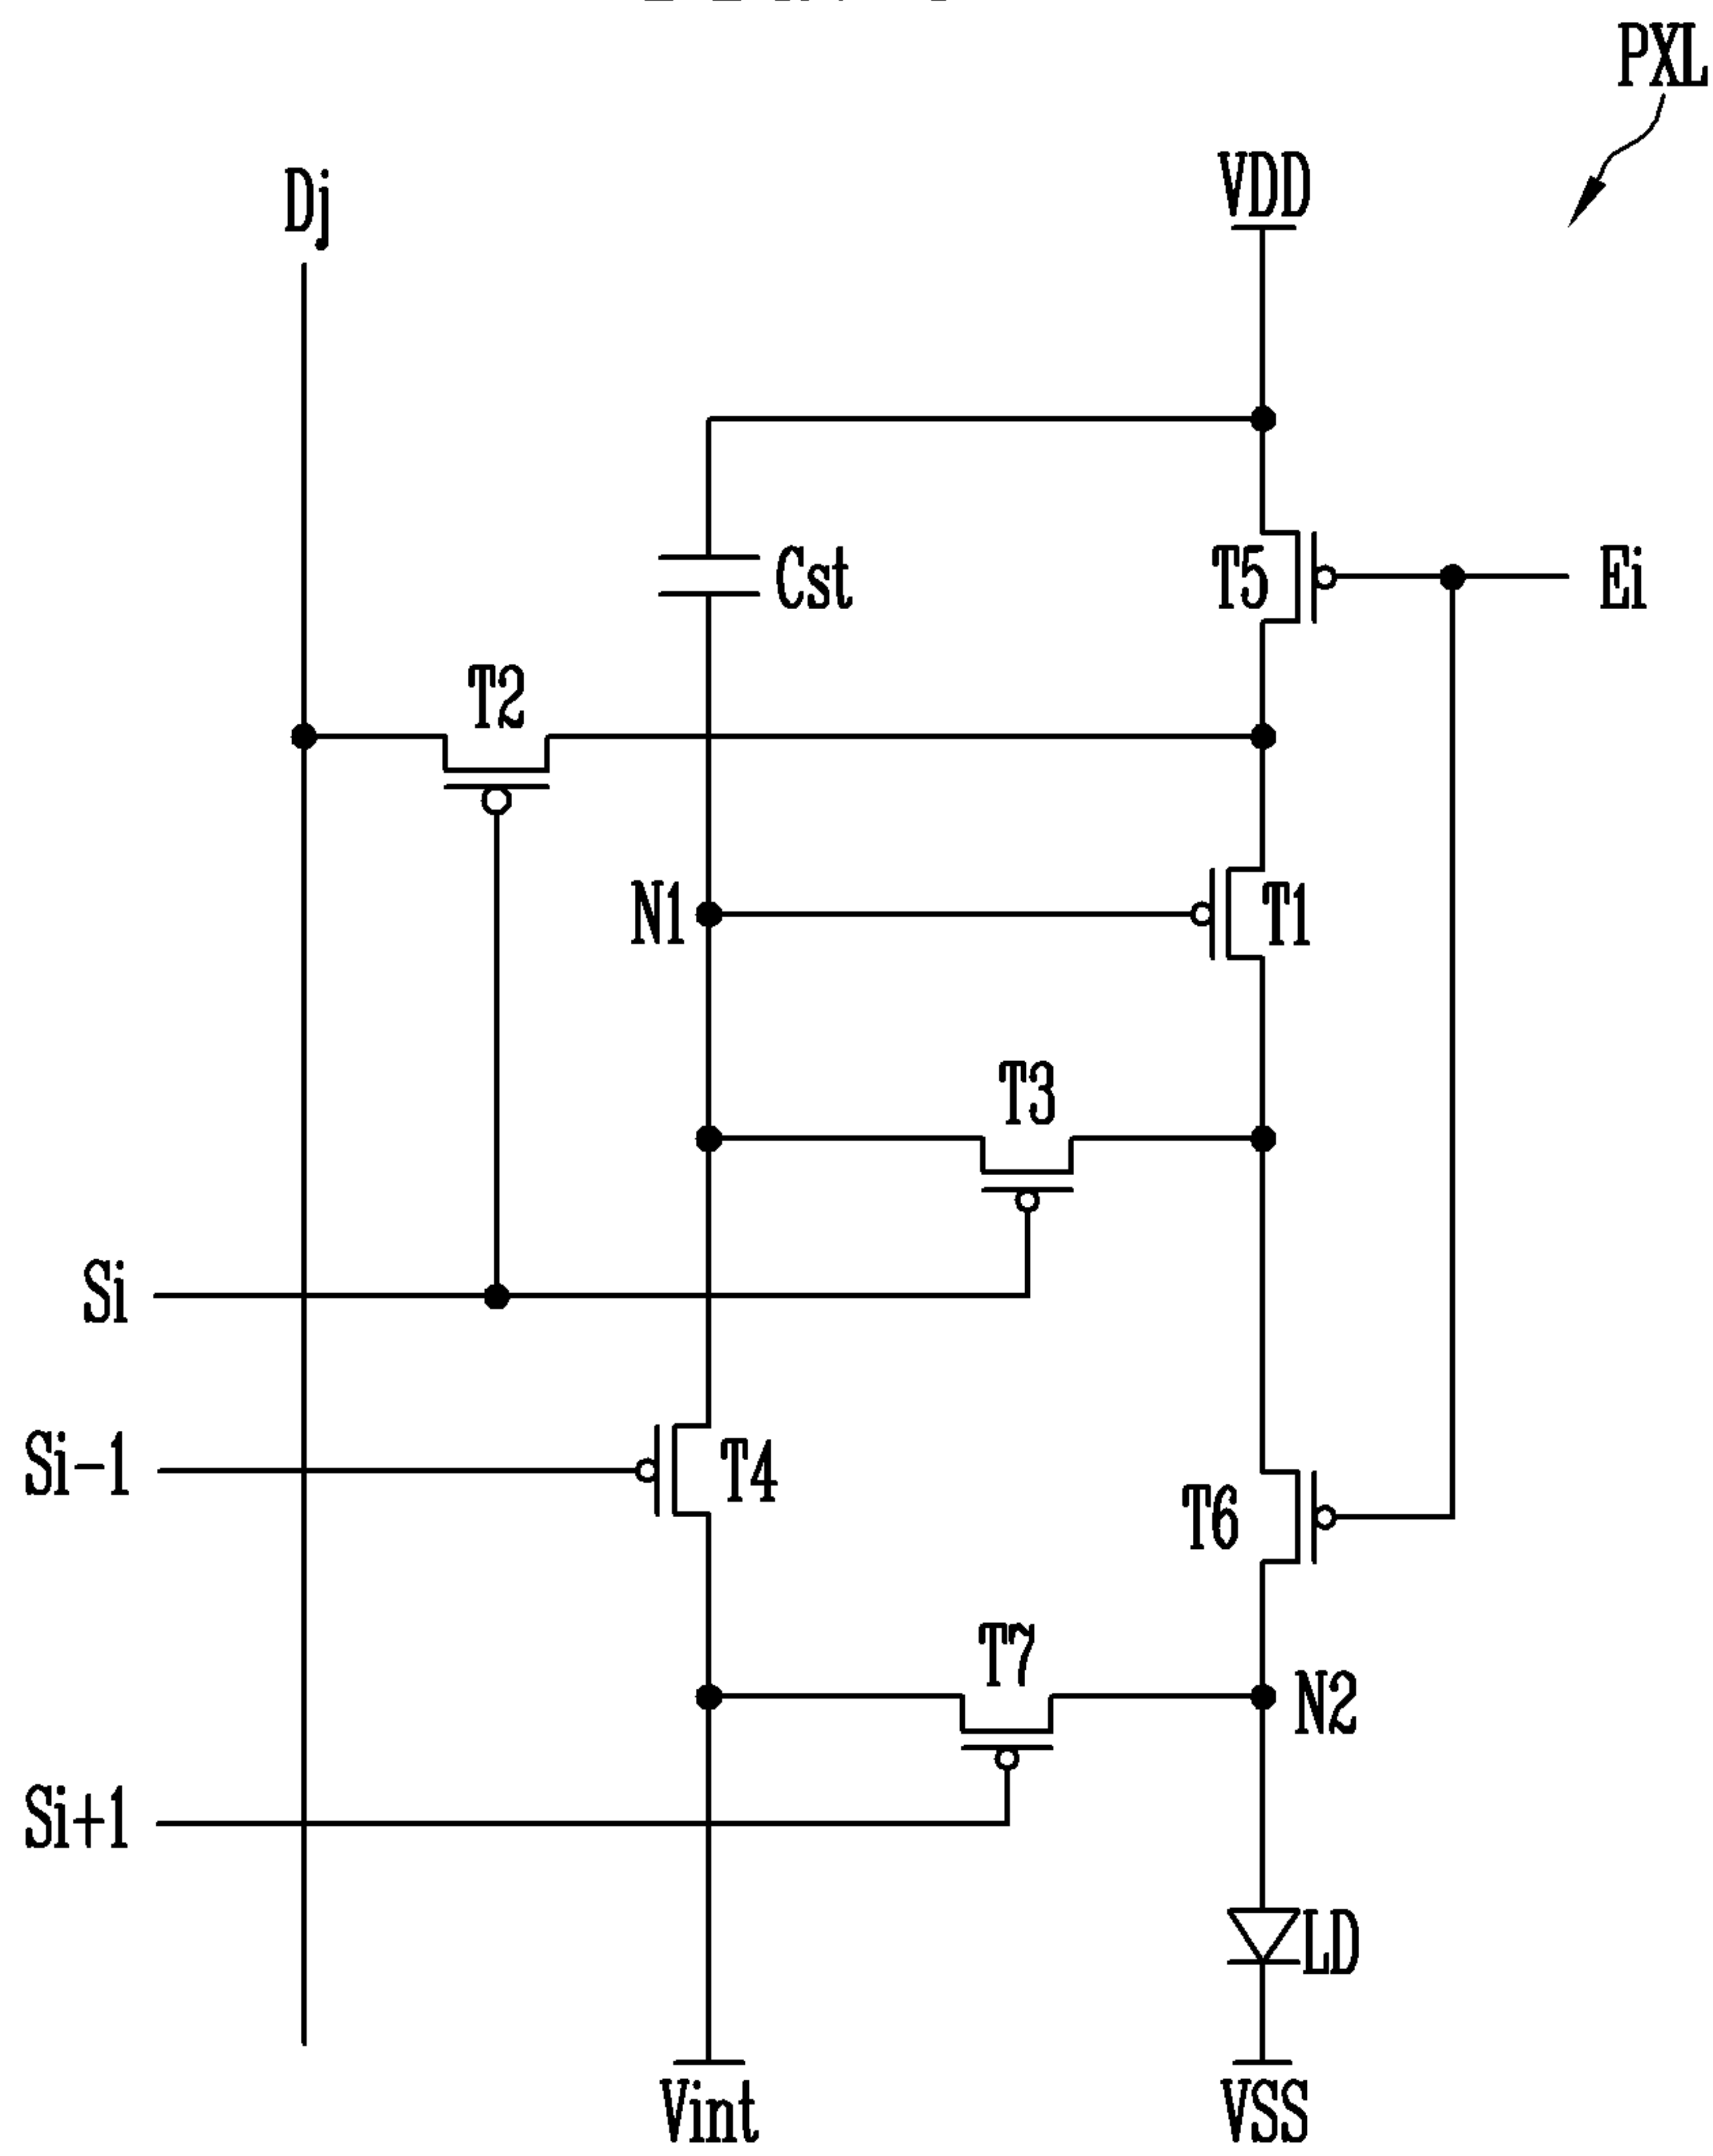 PXL
VDD
Dj
Cst
T5
Ei
T2
N1
T1
T3
Si
Si-1
T4
T6
T7
N2
Si+1
LD
Vint
VSS